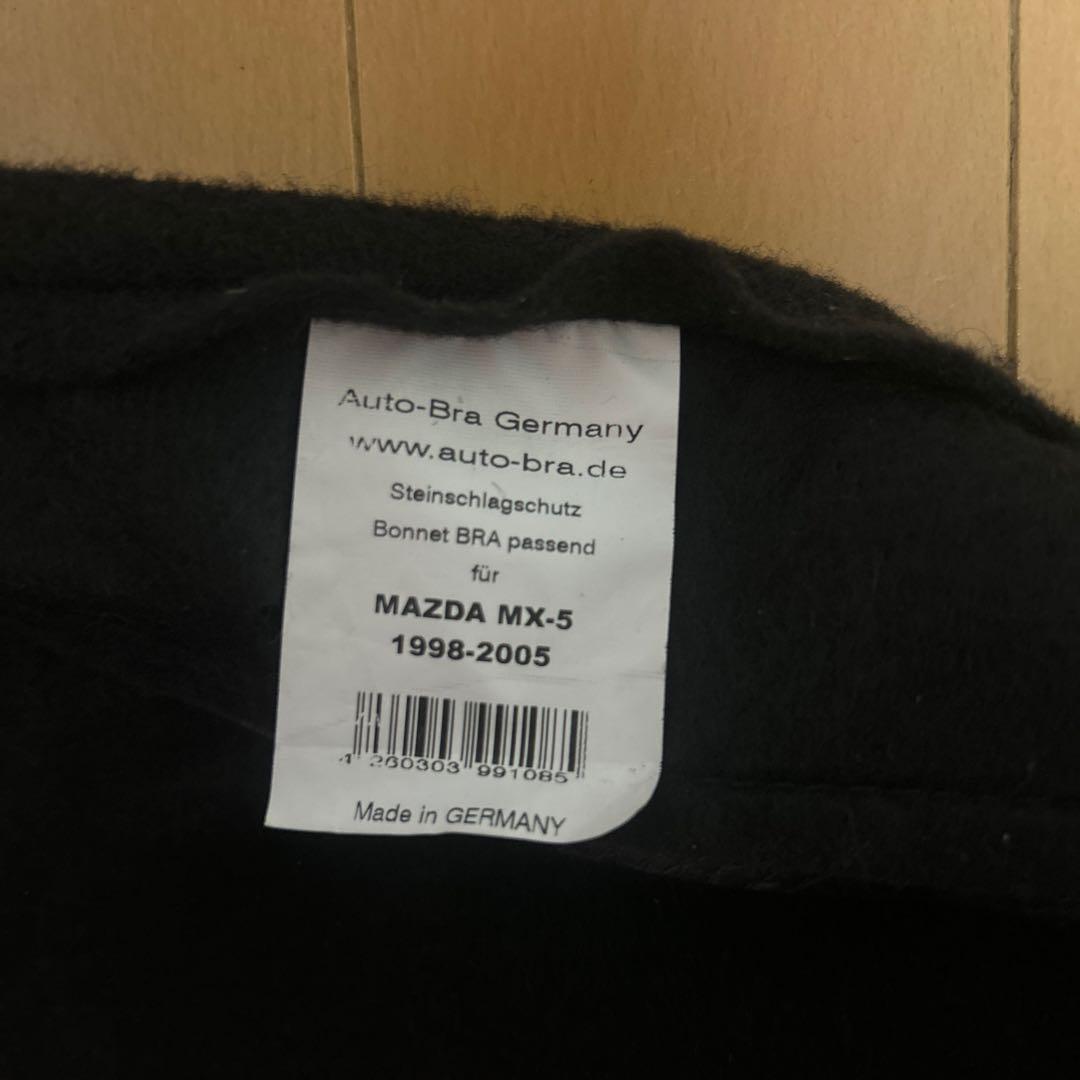 Auto-Bra Germany
www.auto-bra.de
Steinschlagschutz
Bonnet BRA passend
für
MAZDA MX-5
1998-2005
4 260303 991085
Made in GERMANY